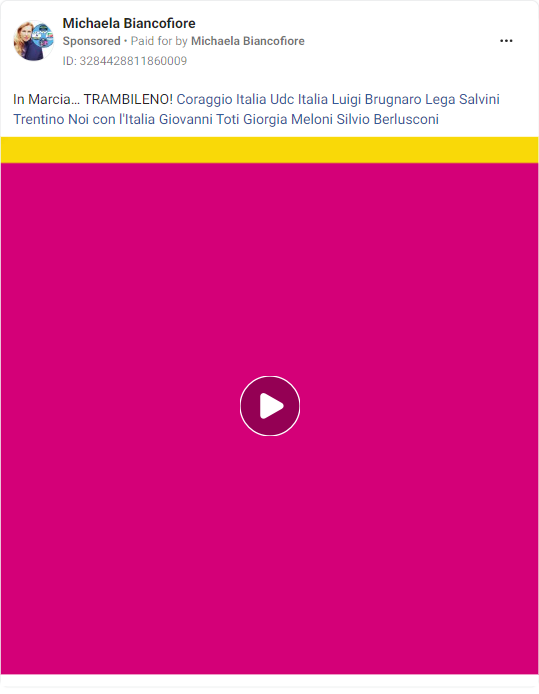 Michaela Biancofiore
Sponsored • Paid for by Michaela Biancofiore
ID: 3284428811860009
In Marcia... TRAMBILENO! Coraggio Italia Udc Italia Luigi Brugnaro Lega Salvini
Trentino Noi con l'Italia Giovanni Toti Giorgia Meloni Silvio Berlusconi